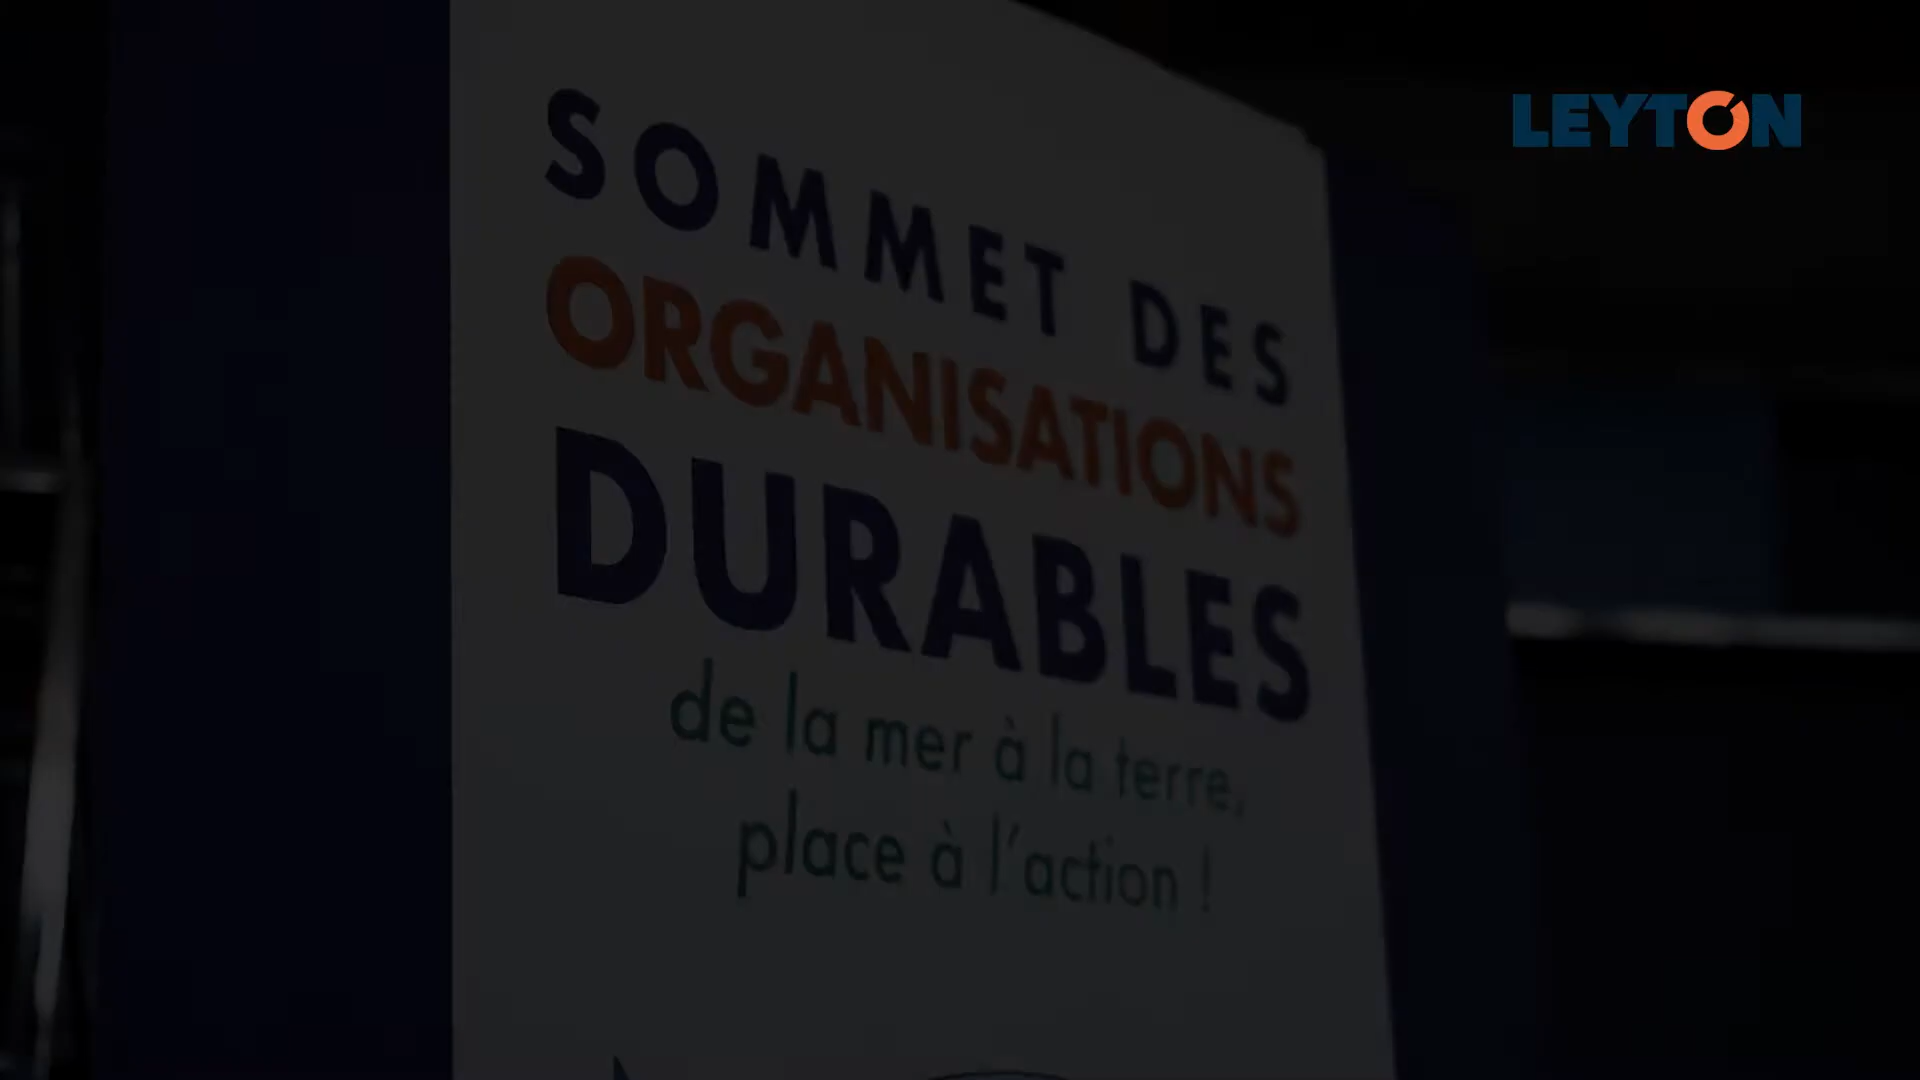 LEYTON
SOMMET DES
ORGANISATIONS
DURABLES
de la mer à la terre,
place à l'action !